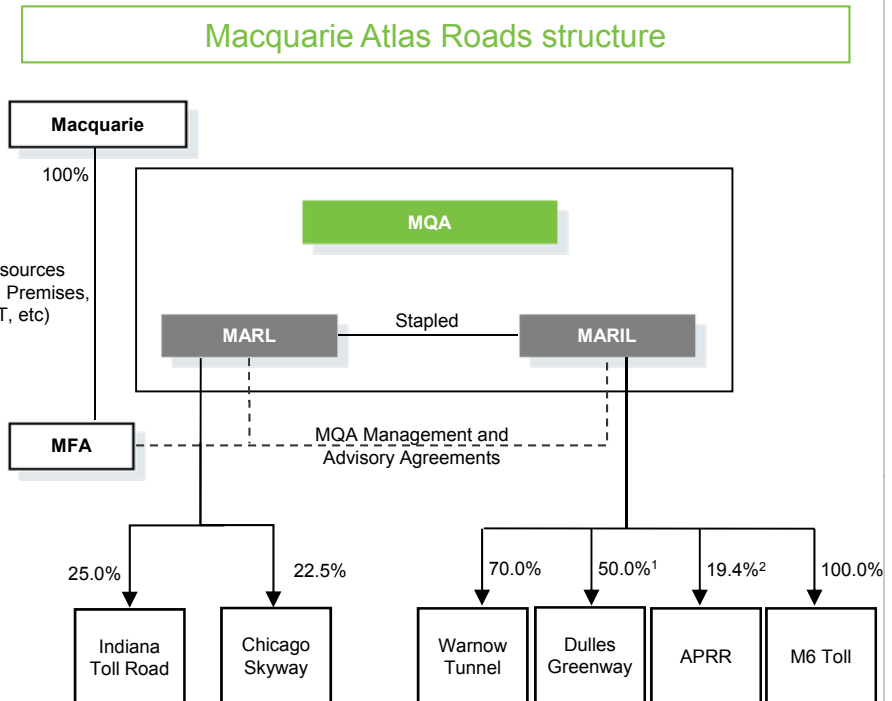 Macquarie Atlas Roads structure
Macquarie
100%
MQA
sources
Premises,
T, etc)
MARL
Stapled
MARIL
MFA
MQA Management and
Advisory Agreements
25.0%
22.5%
70.0%
50.0%¹
19.4%²
100.0%
Indiana
Toll Road
Chicago
Skyway
Warnow
Tunnel
Dulles
Greenway
APRR
M6 Toll